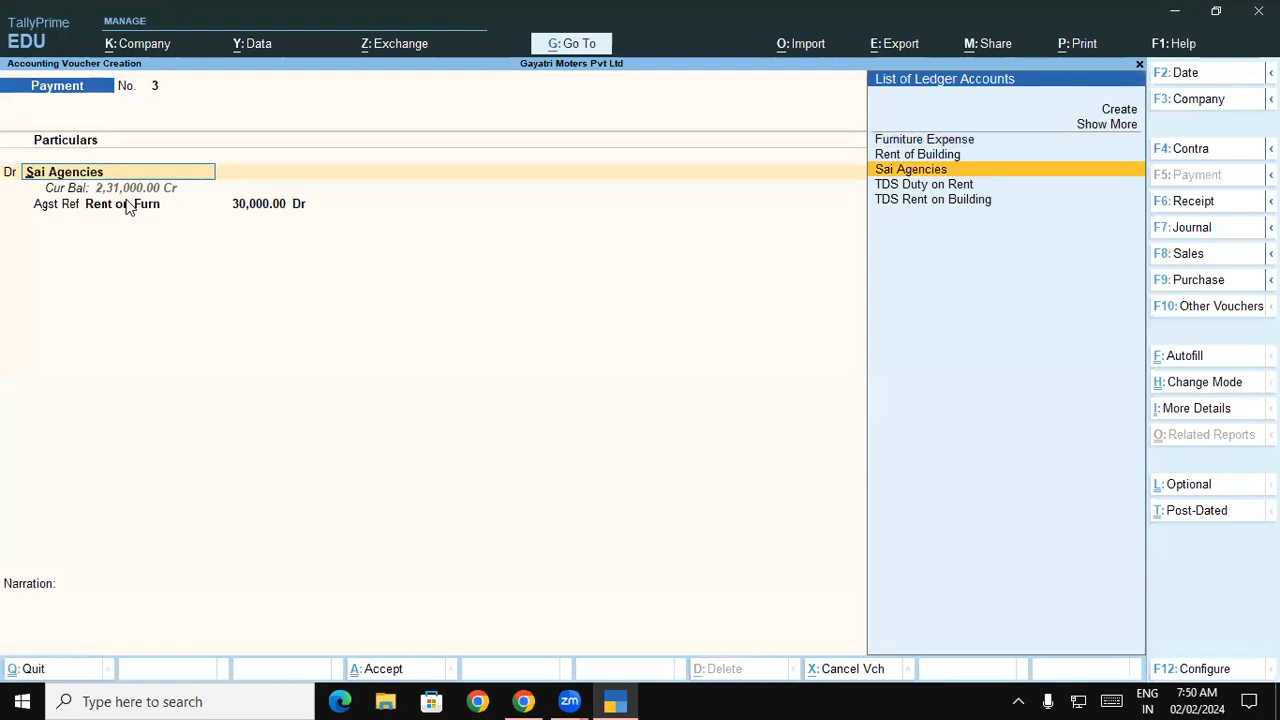 TallyPrime
EDU
MANAGE
K: Company
Y: Data
Z: Exchange
G: Go To
O: Import
E: Export
M: Share
P: Print
F1: Help
Accounting Voucher Creation
Gayatri Moters Pvt Ltd
×
Payment No. 3
Particulars
Dr Sai Agencies
Cur Bal: 2,31,000.00 Cr
Agst Ref Rent on Furn 30,000.00 Dr
Narration:
List of Ledger Accounts
Create
Show More
Furniture Expense
Rent of Building
Sai Agencies
TDS Duty on Rent
TDS Rent on Building
F2: Date
F3: Company
F4: Contra
F5: Payment
F6: Receipt
F7: Journal
F8: Sales
F9: Purchase
F10: Other Vouchers
F: Autofill
H: Change Mode
I: More Details
O: Related Reports
L: Optional
T: Post-Dated
Q: Quit
A: Accept
D: Delete
X: Cancel Vch
F12: Configure
Type here to search
ENG
IN
7:50 AM
02/02/2024